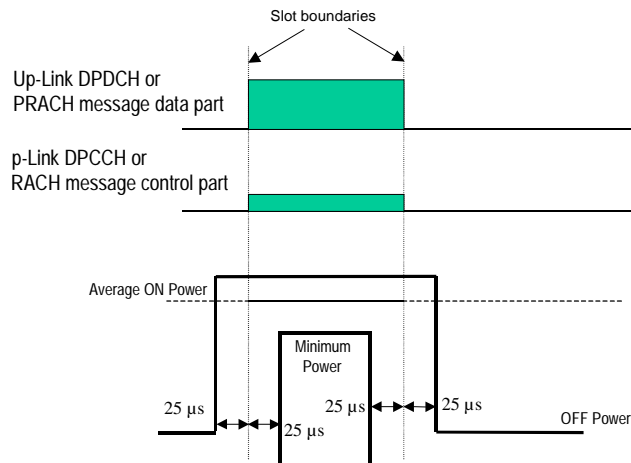 Slot boundaries
Up-Link DPDCH or
PRACH message data part
p-Link DPCCH or
RACH message control part
Average ON Power
Minimum
Power
25 µs
25 µs
25 µs
25 µs
OFF Power